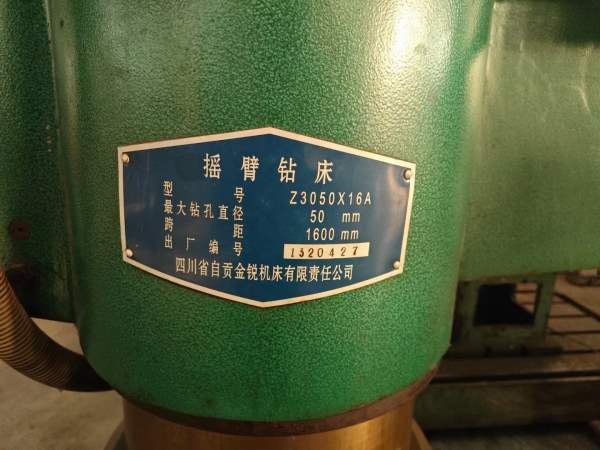 摇臂钻床
型号 Z3050X16A
最大钻孔直径 50 mm
跨距 1600 mm
出厂编号 1320427
四川省自贡金锐机床有限责任公司